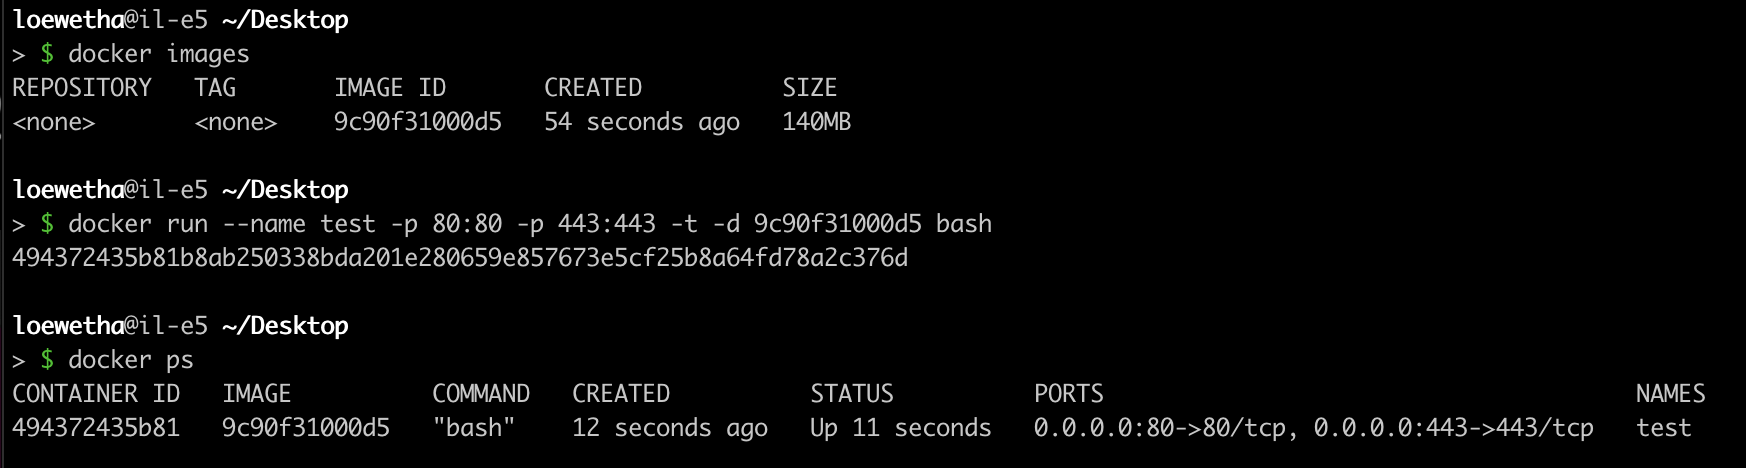 loewetha@il-e5 ~/Desktop
> $ docker images
REPOSITORY   TAG       IMAGE ID       CREATED          SIZE
<none>       <none>    9c90f31000d5   54 seconds ago   140MB
loewetha@il-e5 ~/Desktop
> $ docker run --name test -p 80:80 -p 443:443 -t -d 9c90f31000d5 bash
494372435b81b8ab250338bda201e280659e857673e5cf25b8a64fd78a2c376d
loewetha@il-e5 ~/Desktop
> $ docker ps
CONTAINER ID   IMAGE          COMMAND   CREATED          STATUS          PORTS                                      NAMES
494372435b81   9c90f31000d5   "bash"    12 seconds ago   Up 11 seconds   0.0.0.0:80->80/tcp, 0.0.0.0:443->443/tcp   test